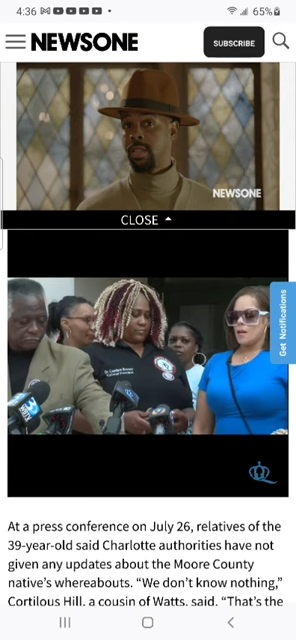 4:36
65%
NEWSONE
SUBSCRIBE
NEWSONE
CLOSE
Get Notifications
At a press conference on July 26, relatives of the
39-year-old said Charlotte authorities have not
given any updates about the Moore County
native's whereabouts. “We don't know nothing,”
Cortilous Hill, a cousin of Watts, said. “That's the